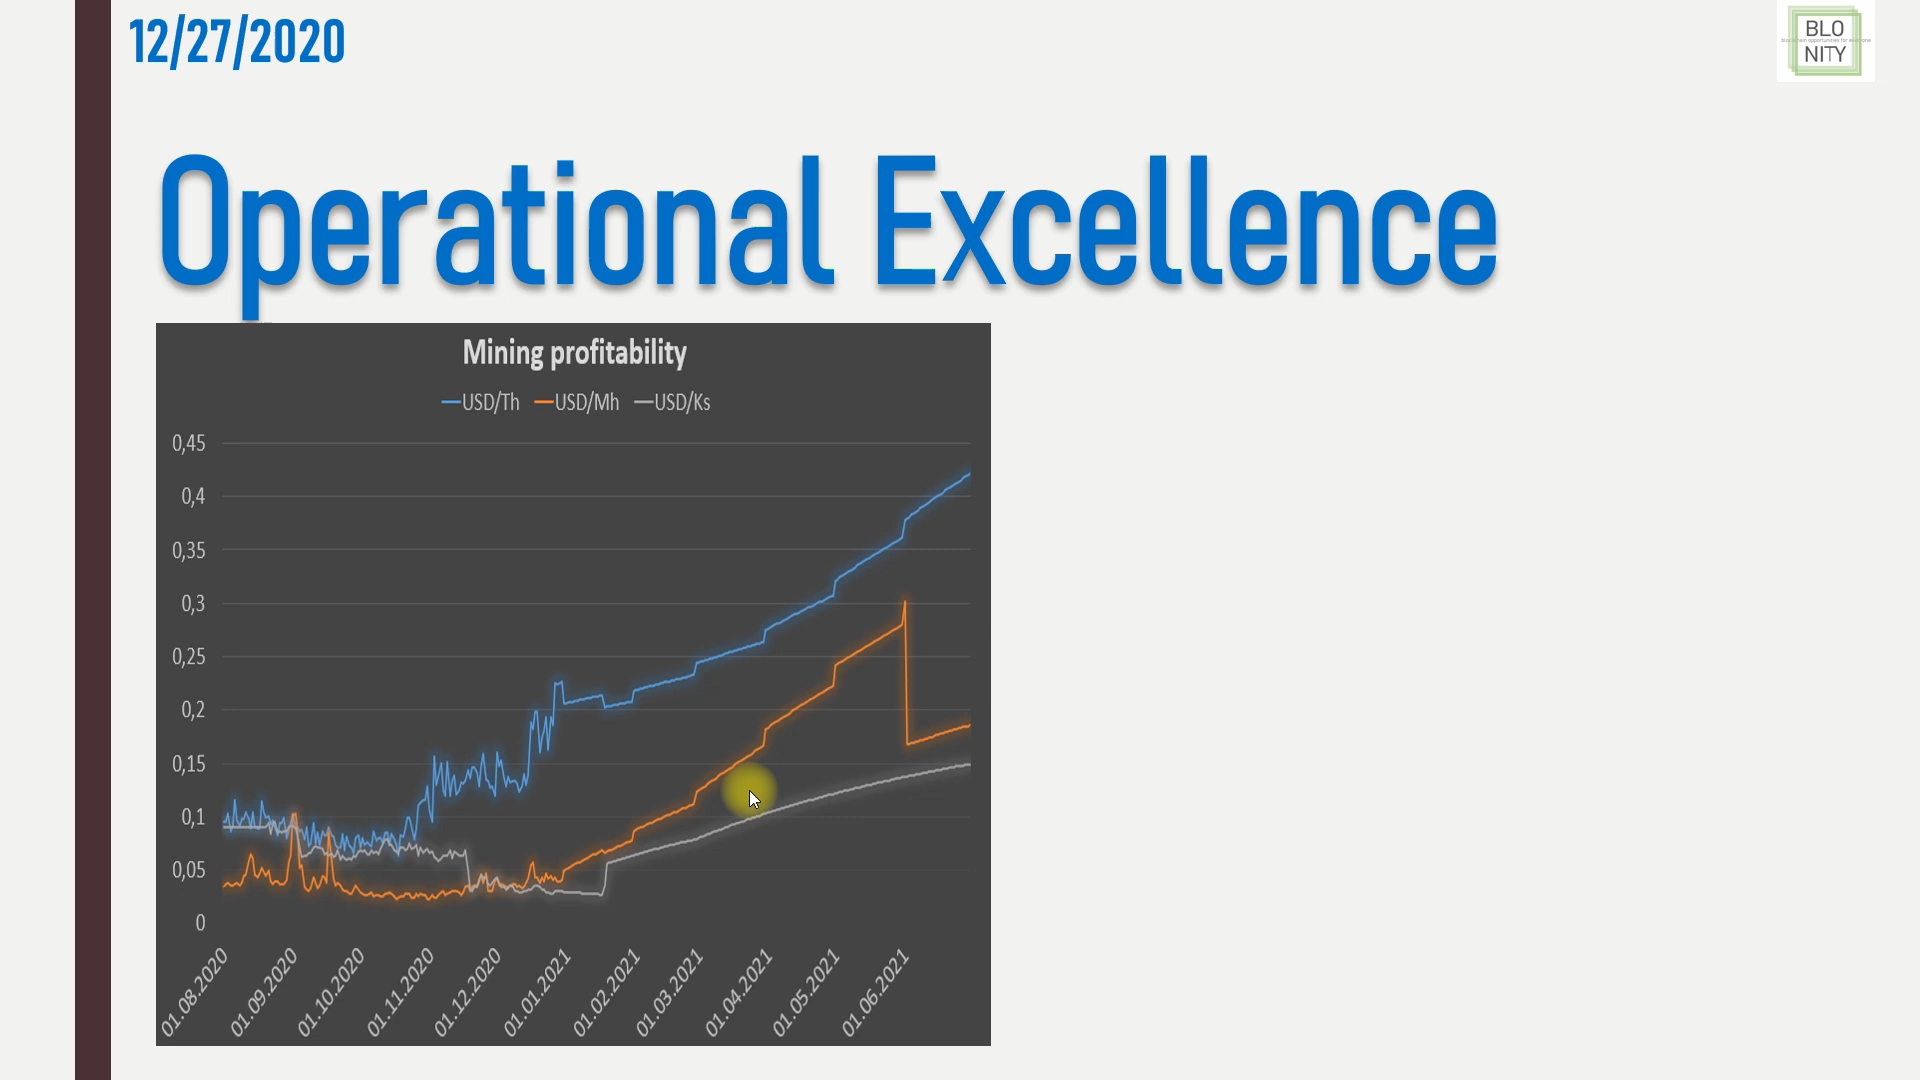 12/27/2020
BLO
NITY
Operational Excellence
Mining profitability
USD/Th USD/Mh USD/Ks
0,45
0,4
0,35
0,3
0,25
0,2
0,15
0,1
0,05
0
01.08.2020 01.09.2020 01.10.2020 01.11.2020 01.12.2020 01.01.2021 01.02.2021 01.03.2021 01.04.2021 01.05.2021 01.06.2021